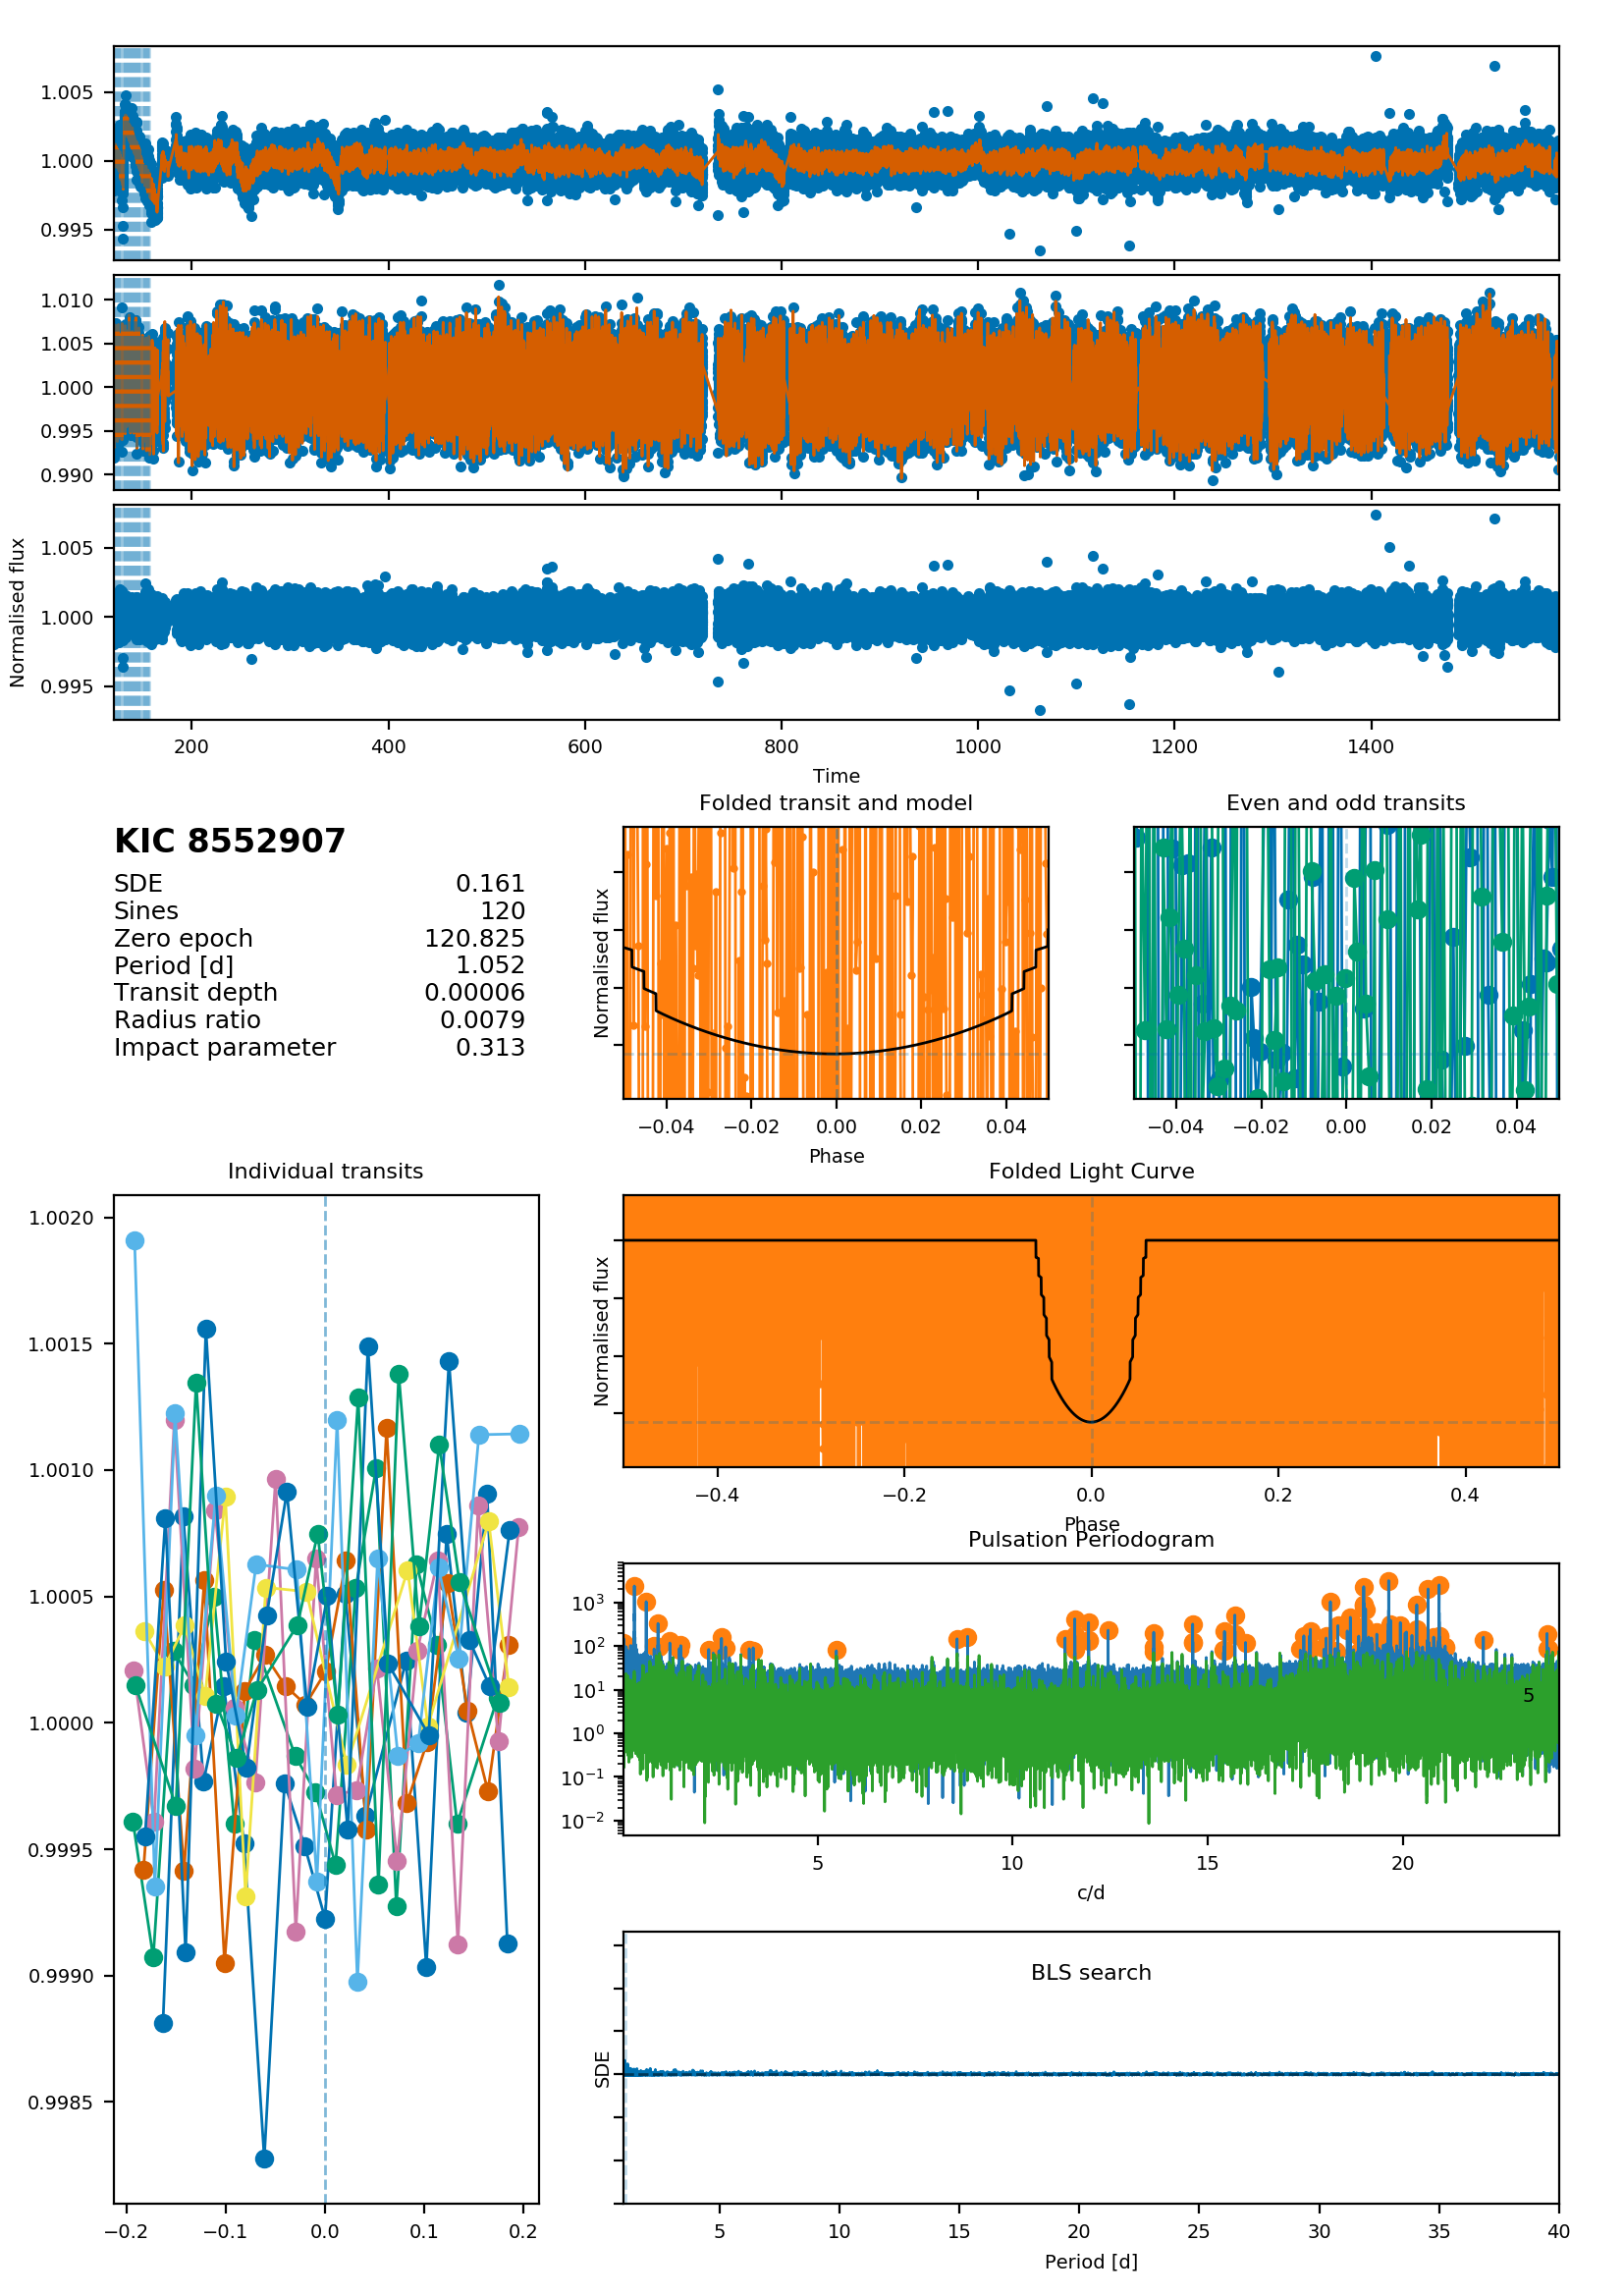 1.005
1.000
0.995
1.010
1.005
1.000
0.995
0.990
Normalised flux
1.005
1.000
0.995
200 400 600 800 1000 1200 1400
Time
KIC 8552907
SDE 0.161
Sines 120
Zero epoch 120.825
Period [d] 1.052
Transit depth 0.00006
Radius ratio 0.0079
Impact parameter 0.313
Folded transit and model
Normalised flux
−0.04 −0.02 0.00 0.02 0.04
Phase
Even and odd transits
−0.04 −0.02 0.00 0.02 0.04
Individual transits
1.0020
1.0015
1.0010
1.0005
1.0000
0.9995
0.9990
0.9985
−0.2 −0.1 0.0 0.1 0.2
Folded Light Curve
Normalised flux
−0.4 −0.2 0.0 0.2 0.4
Phase
Pulsation Periodogram
10³
10²
10¹
10⁰
10⁻¹
10⁻²
5
5 10 15 20
c/d
BLS search
SDE
5 10 15 20 25 30 35 40
Period [d]